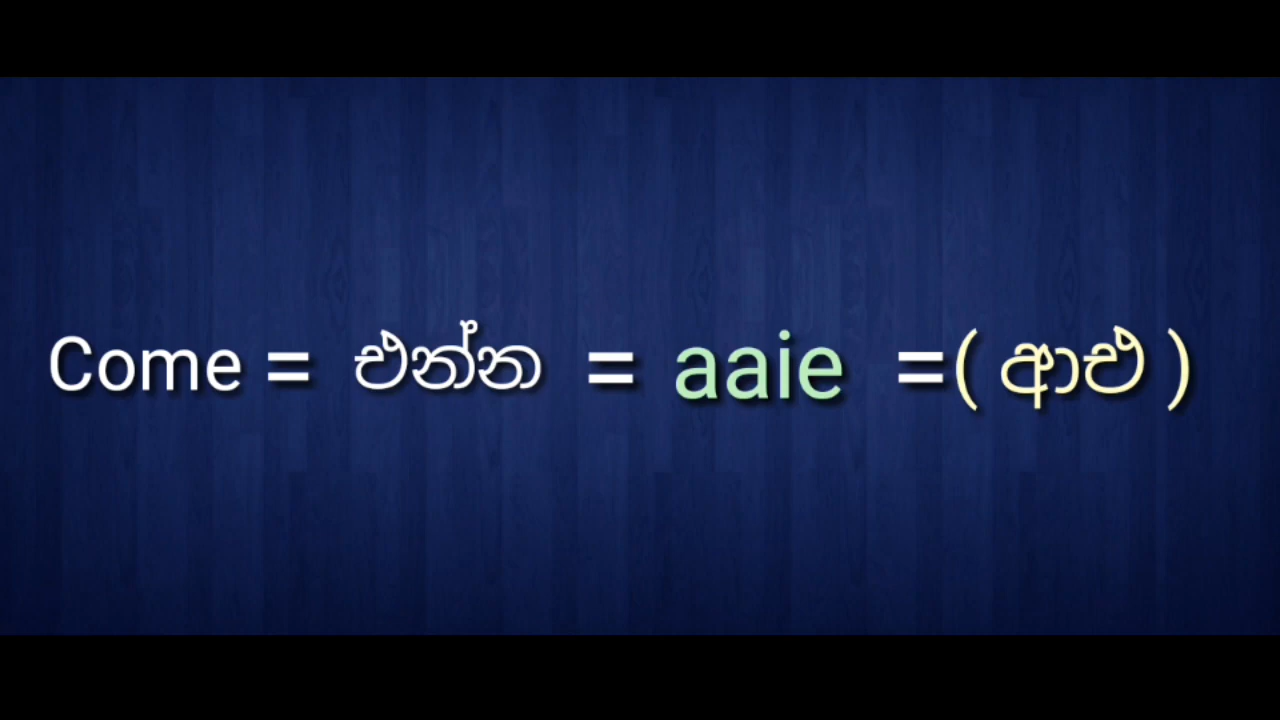 Come = එන්න = aaie =( ආඑ )